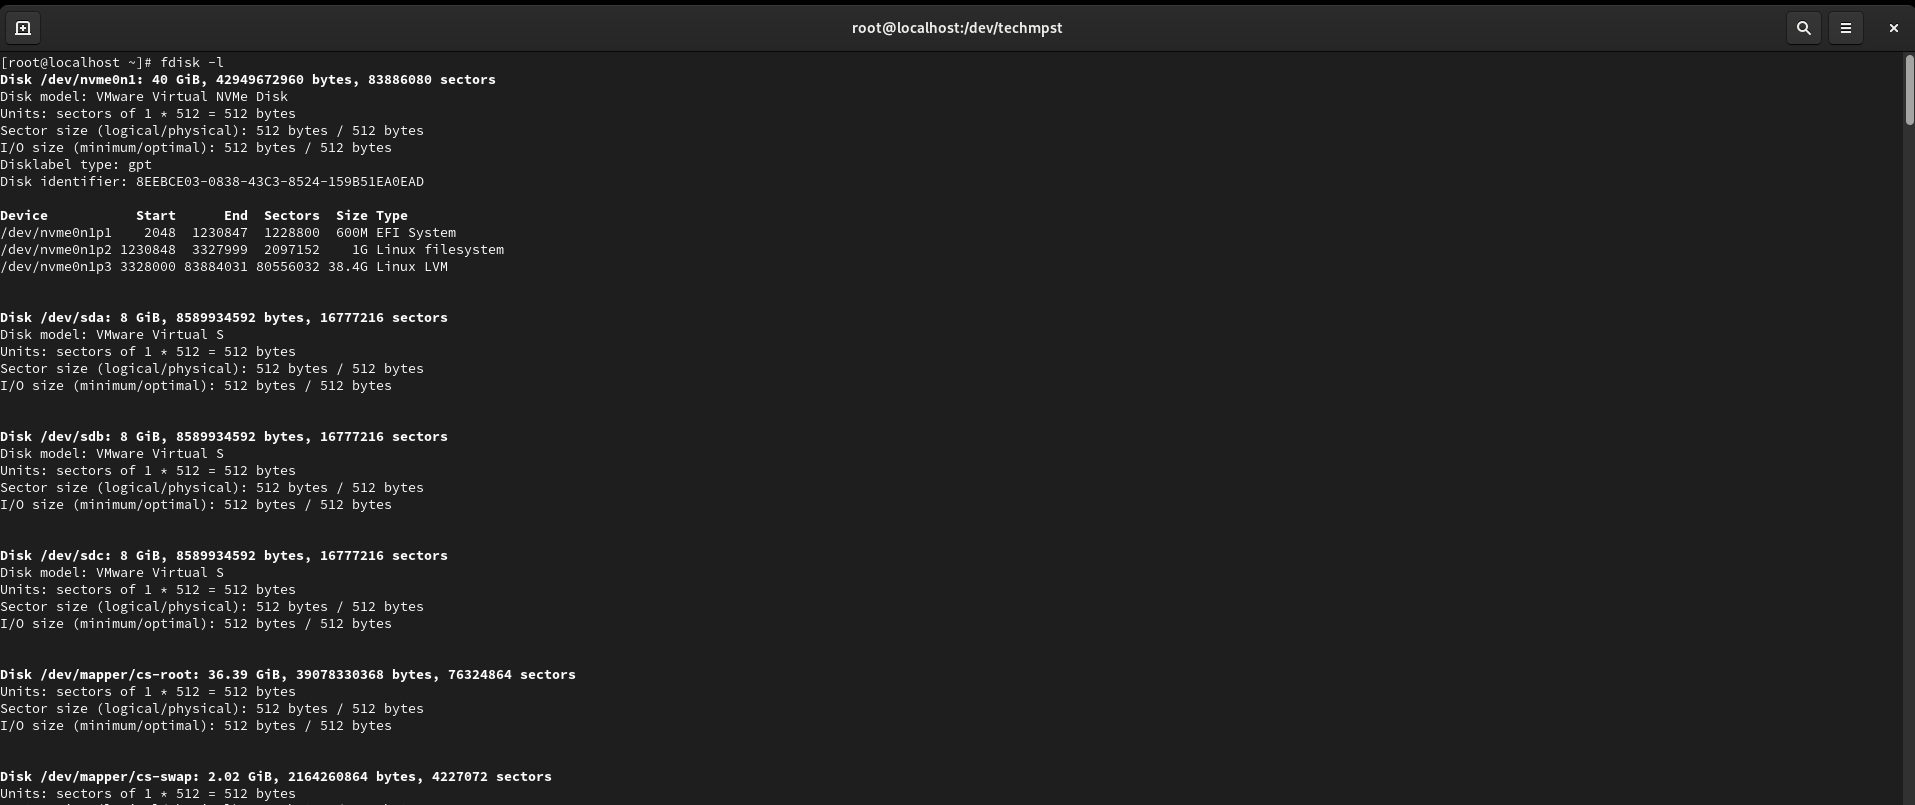 root@localhost:/dev/techmpst
[root@localhost ~]# fdisk -l
Disk /dev/nvme0n1: 40 GiB, 42949672960 bytes, 83886080 sectors
Disk model: VMware Virtual NVMe Disk
Units: sectors of 1 * 512 = 512 bytes
Sector size (logical/physical): 512 bytes / 512 bytes
I/O size (minimum/optimal): 512 bytes / 512 bytes
Disklabel type: gpt
Disk identifier: 8EEBCE03-0838-43C3-8524-159B51EA0EAD
Device           Start      End  Sectors  Size Type
/dev/nvme0n1p1    2048  1230847  1228800  600M EFI System
/dev/nvme0n1p2 1230848  3327999  2097152    1G Linux filesystem
/dev/nvme0n1p3 3328000 83884031 80556032 38.4G Linux LVM
Disk /dev/sda: 8 GiB, 8589934592 bytes, 16777216 sectors
Disk model: VMware Virtual S
Units: sectors of 1 * 512 = 512 bytes
Sector size (logical/physical): 512 bytes / 512 bytes
I/O size (minimum/optimal): 512 bytes / 512 bytes
Disk /dev/sdb: 8 GiB, 8589934592 bytes, 16777216 sectors
Disk model: VMware Virtual S
Units: sectors of 1 * 512 = 512 bytes
Sector size (logical/physical): 512 bytes / 512 bytes
I/O size (minimum/optimal): 512 bytes / 512 bytes
Disk /dev/sdc: 8 GiB, 8589934592 bytes, 16777216 sectors
Disk model: VMware Virtual S
Units: sectors of 1 * 512 = 512 bytes
Sector size (logical/physical): 512 bytes / 512 bytes
I/O size (minimum/optimal): 512 bytes / 512 bytes
Disk /dev/mapper/cs-root: 36.39 GiB, 39078330368 bytes, 76324864 sectors
Units: sectors of 1 * 512 = 512 bytes
Sector size (logical/physical): 512 bytes / 512 bytes
I/O size (minimum/optimal): 512 bytes / 512 bytes
Disk /dev/mapper/cs-swap: 2.02 GiB, 2164260864 bytes, 4227072 sectors
Units: sectors of 1 * 512 = 512 bytes